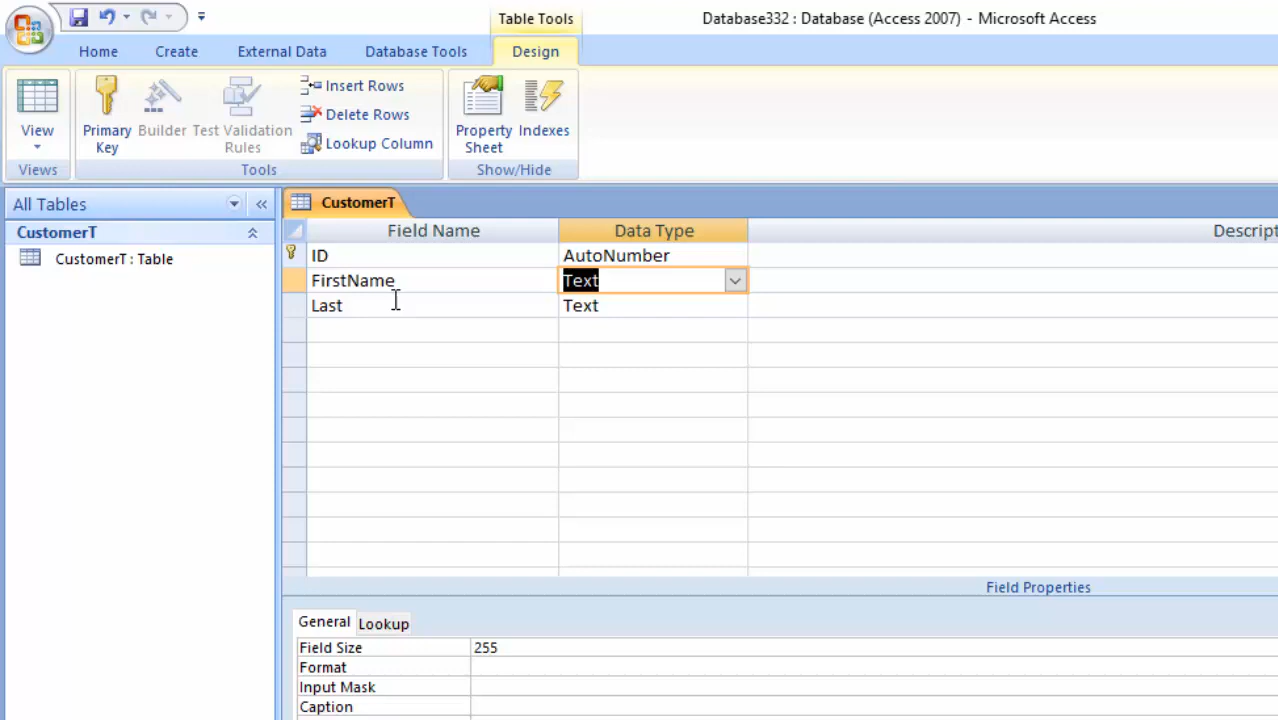 Table Tools
Database332 : Database (Access 2007) - Microsoft Access
Home Create External Data Database Tools Design
View
Views
Primary Key
Builder
Test Validation Rules
Insert Rows
Delete Rows
Lookup Column
Tools
Property Sheet
Indexes
Show/Hide
All Tables
CustomerT
CustomerT : Table
CustomerT
Field Name Data Type Descript
ID AutoNumber
FirstName Text
Last Text
Field Properties
General Lookup
Field Size 255
Format
Input Mask
Caption